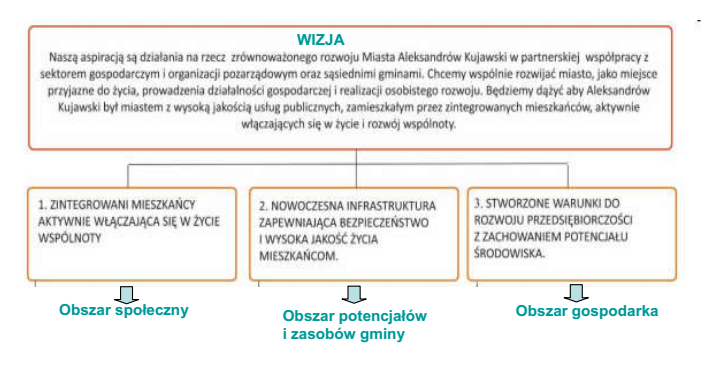 WIZJA
Naszą aspiracją są działania na rzecz zrównoważonego rozwoju Miasta Aleksandrów Kujawski w partnerskiej współpracy z
sektorem gospodarczym i organizacji pozarządowym oraz sąsiednimi gminami. Chcemy wspólnie rozwijać miasto, jako miejsce
przyjazne do życia, prowadzenia działalności gospodarczej i realizacji osobistego rozwoju. Będziemy dążyć aby Aleksandrów
Kujawski był miastem z wysoką jakością usług publicznych, zamieszkałym przez zintegrowanych mieszkańców, aktywnie
włączających się w życie i rozwój wspólnoty.
1. ZINTEGROWANI MIESZKAŃCY
AKTYWNIE WŁĄCZAJĄCA SIĘ W ŻYCIE
WSPÓLNOTY
2. NOWOCZESNA INFRASTRUKTURA
ZAPEWNIAJĄCA BEZPIECZEŃSTWO
I WYSOKA JAKOŚĆ ŻYCIA
MIESZKAŃCOM.
3. STWORZONE WARUNKI DO
ROZWOJU PRZEDSIĘBIORCZOŚCI
Z ZACHOWANIEM POTENCJAŁU
ŚRODOWISKA.
Obszar społeczny
Obszar potencjałów
i zasobów gminy
Obszar gospodarka